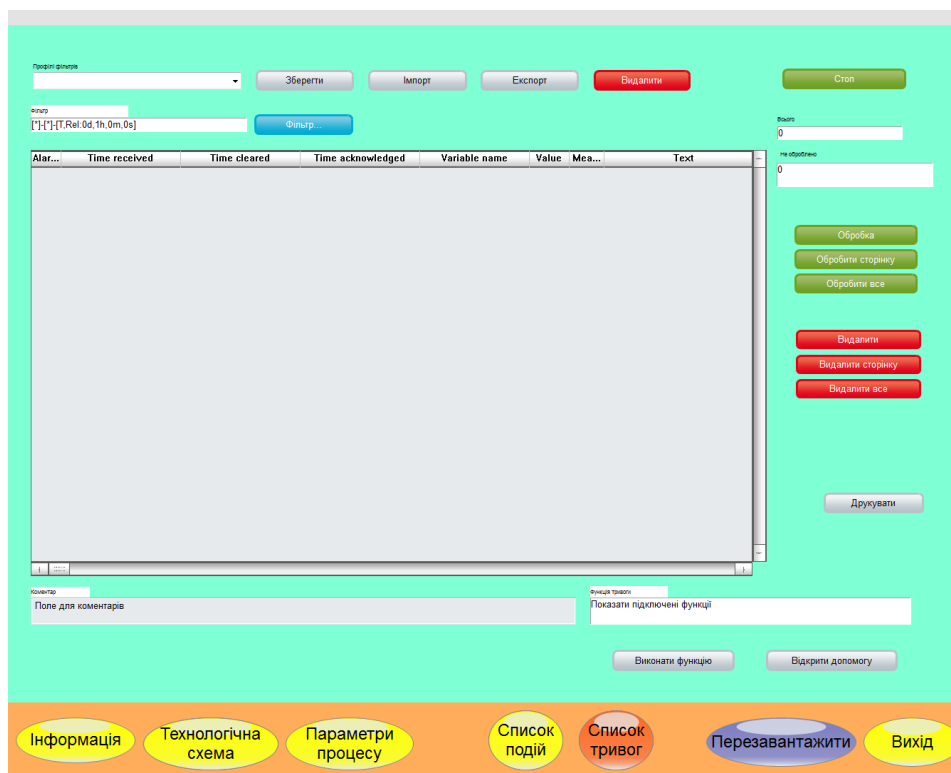 Профілі фільтрів
Зберегти
Імпорт
Експорт
Видалити
Стоп
Фільтр
[*]-[*]-[T,Rel:0d,1h,0m,0s]
Фільтр...
Всього
0
Не оброблено
0
Alar... Time received Time cleared Time acknowledged Variable name Value Mea... Text
Обробка
Обробити сторінку
Обробити все
Видалити
Видалити сторінку
Видалити все
Друкувати
Коментар
Поле для коментарів
Функція тривоги
Показати підключені функції
Виконати функцію
Відкрити допомогу
Інформація
Технологічна
схема
Параметри
процесу
Список
подій
Список
тривог
Перезавантажити
Вихід